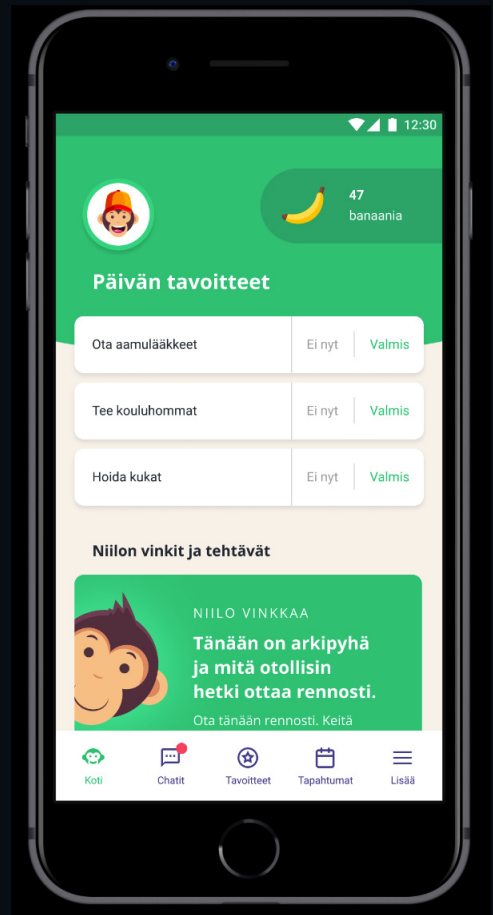 12:30
47
banaania
Päivän tavoitteet
Ota aamulääkkeet Ei nyt Valmis
Tee kouluhommat Ei nyt Valmis
Hoida kukat Ei nyt Valmis
Niilon vinkit ja tehtävät
NIILO VINKKAA
Tänään on arkipyhä
ja mitä otollisin
hetki ottaa rennosti.
Ota tänään rennosti. Keitä
Koti Chatit Tavoitteet Tapahtumat Lisää